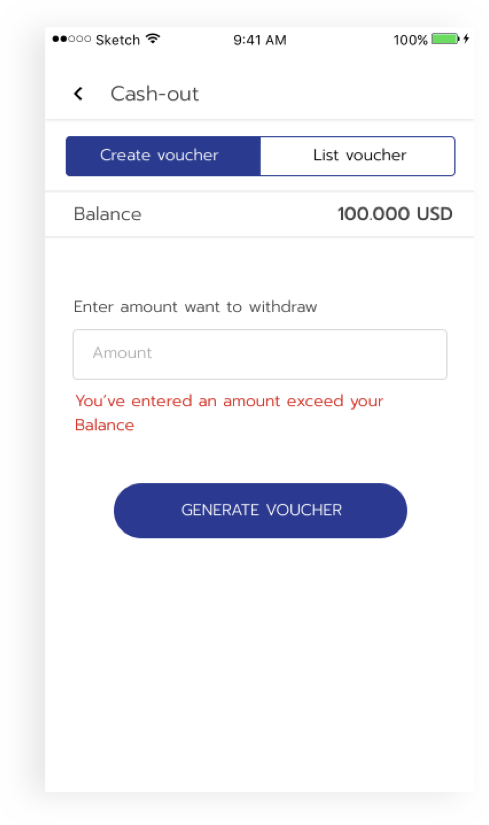 ●●○○○ Sketch 9:41 AM 100%
Cash-out
Create voucher List voucher
Balance 100.000 USD
Enter amount want to withdraw
Amount
You’ve entered an amount exceed your
Balance
GENERATE VOUCHER